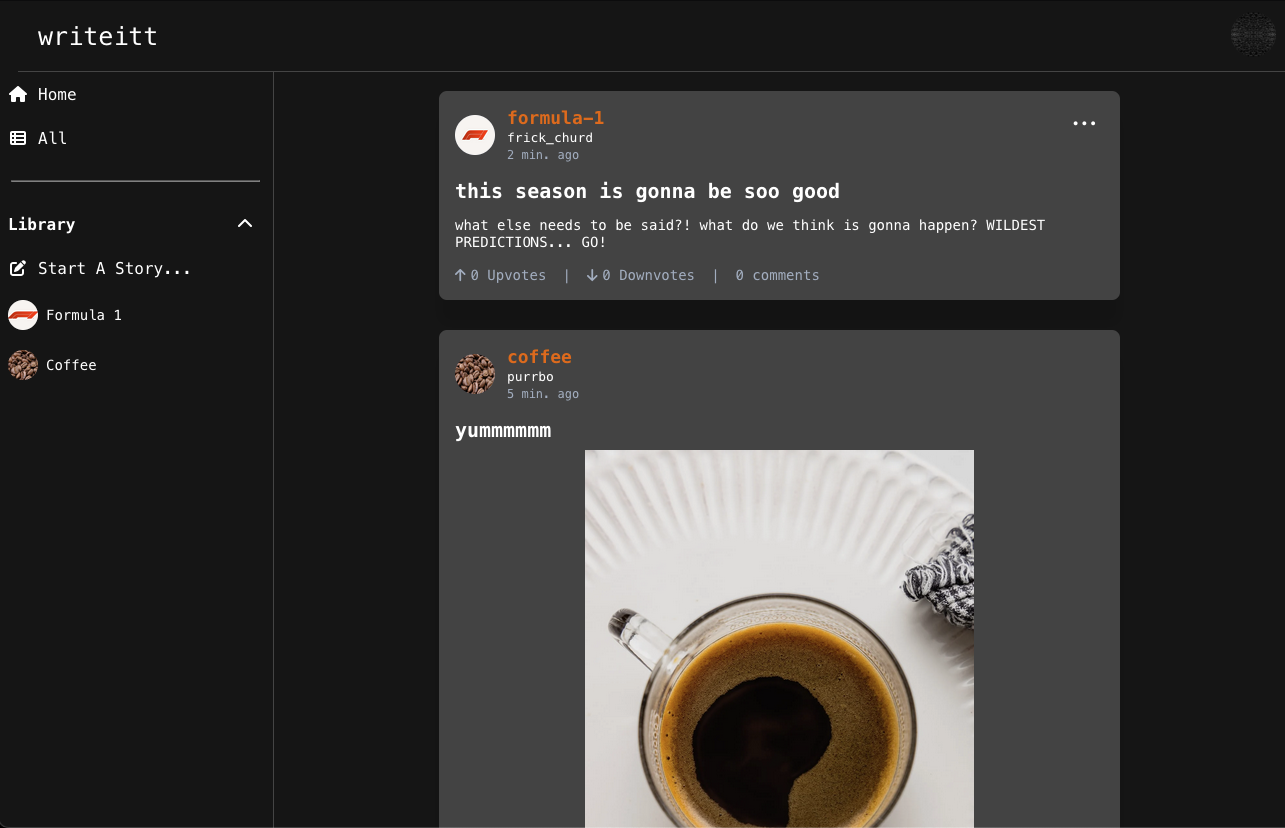 writeitt
Home
All
Library
Start A Story...
Formula 1
Coffee
formula-1
frick_churd
2 min. ago
this season is gonna be soo good
what else needs to be said?! what do we think is gonna happen? WILDEST
PREDICTIONS... GO!
0 Upvotes | 0 Downvotes | 0 comments
coffee
purrbo
5 min. ago
yummmmmm